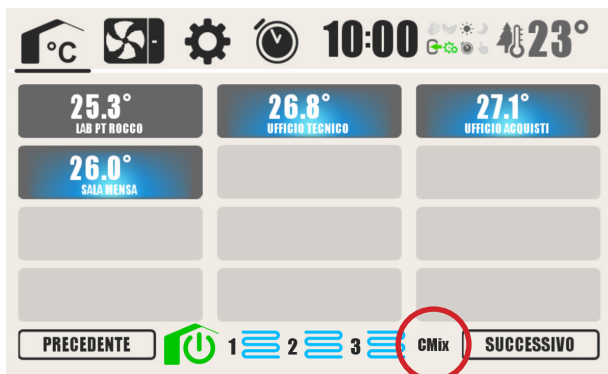 °C 10:00 23°
25.3° 26.8° 27.1°
LAB PT ROCCO UFFICIO TECNICO UFFICIO ACQUISTI
26.0°
SALA MENSA
PRECEDENTE 1 2 3 CMix SUCCESSIVO